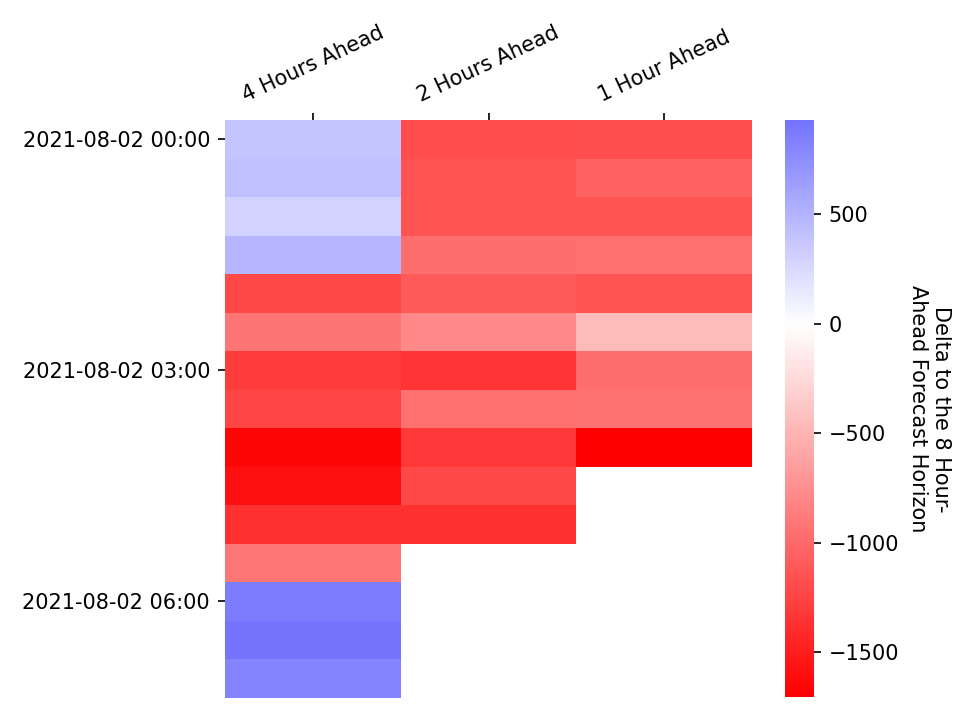 4 Hours Ahead
2 Hours Ahead
1 Hour Ahead
2021-08-02 00:00
2021-08-02 03:00
2021-08-02 06:00
500
0
−500
−1000
−1500
Delta to the 8 Hour-
Ahead Forecast Horizon